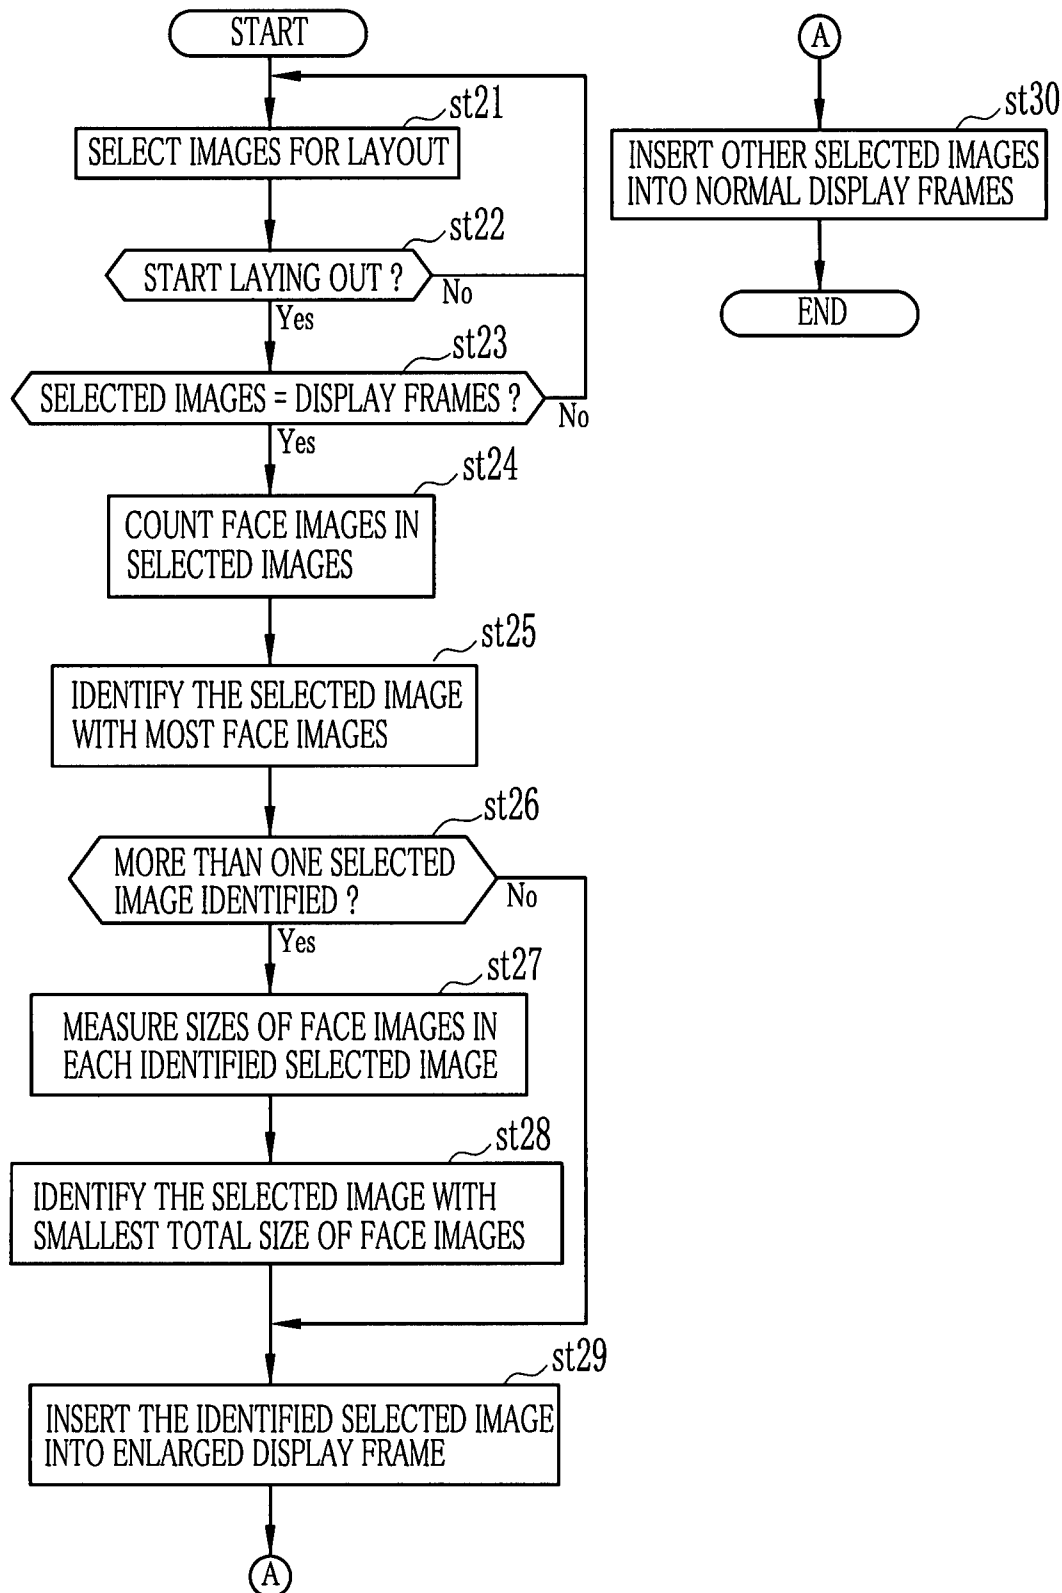 START
st21
SELECT IMAGES FOR LAYOUT
st22
START LAYING OUT ?
No
Yes
st23
SELECTED IMAGES = DISPLAY FRAMES ?
No
Yes
st24
COUNT FACE IMAGES IN
SELECTED IMAGES
st25
IDENTIFY THE SELECTED IMAGE
WITH MOST FACE IMAGES
st26
MORE THAN ONE SELECTED
IMAGE IDENTIFIED ?
No
Yes
st27
MEASURE SIZES OF FACE IMAGES IN
EACH IDENTIFIED SELECTED IMAGE
st28
IDENTIFY THE SELECTED IMAGE WITH
SMALLEST TOTAL SIZE OF FACE IMAGES
st29
INSERT THE IDENTIFIED SELECTED IMAGE
INTO ENLARGED DISPLAY FRAME
A
A
st30
INSERT OTHER SELECTED IMAGES
INTO NORMAL DISPLAY FRAMES
END